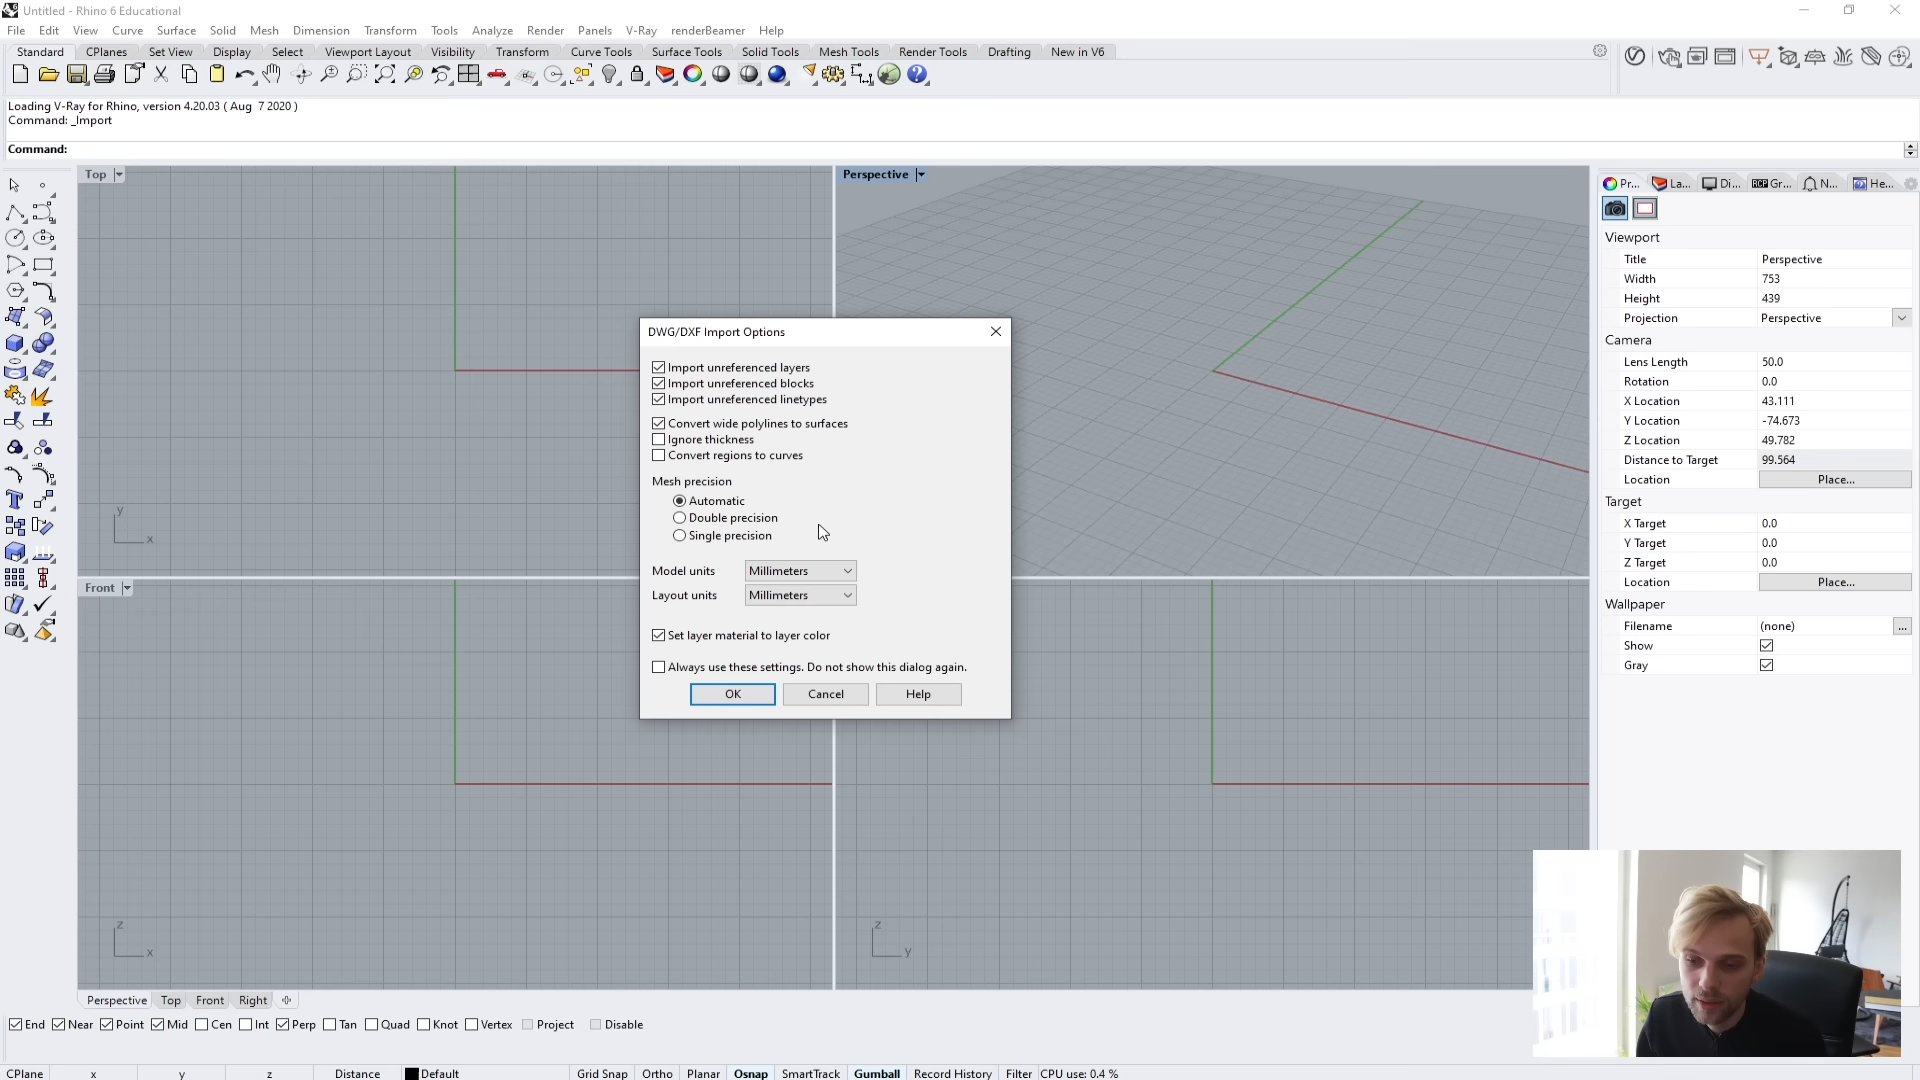 Untitled - Rhino 6 Educational
File Edit View Curve Surface Solid Mesh Dimension Transform Tools Analyze Render Panels V-Ray renderBeamer Help
Standard CPlanes Set View Display Select Viewport Layout Visibility Transform Curve Tools Surface Tools Solid Tools Mesh Tools Render Tools Drafting New in V6
Loading V-Ray for Rhino, version 4.20.03 ( Aug 7 2020 )
Command: _Import
Command:
Top
Perspective
Pr... La... Di... Gr... N... He...
Viewport
Title Perspective
Width 753
Height 439
Projection Perspective
Camera
Lens Length 50.0
Rotation 0.0
X Location 43.111
Y Location -74.673
Z Location 49.782
Distance to Target 99.564
Location Place...
Target
X Target 0.0
Y Target 0.0
Z Target 0.0
Location Place...
Wallpaper
Filename (none) ...
Show
Gray
DWG/DXF Import Options
Import unreferenced layers
Import unreferenced blocks
Import unreferenced linetypes
Convert wide polylines to surfaces
Ignore thickness
Convert regions to curves
Mesh precision
Automatic
Double precision
Single precision
Model units Millimeters
Layout units Millimeters
Set layer material to layer color
Always use these settings. Do not show this dialog again.
OK Cancel Help
y
x
Front
z
x
z
y
Perspective Top Front Right
End Near Point Mid Cen Int Perp Tan Quad Knot Vertex Project Disable
CPlane x y z Distance Default Grid Snap Ortho Planar Osnap SmartTrack Gumball Record History Filter CPU use: 0.4 %